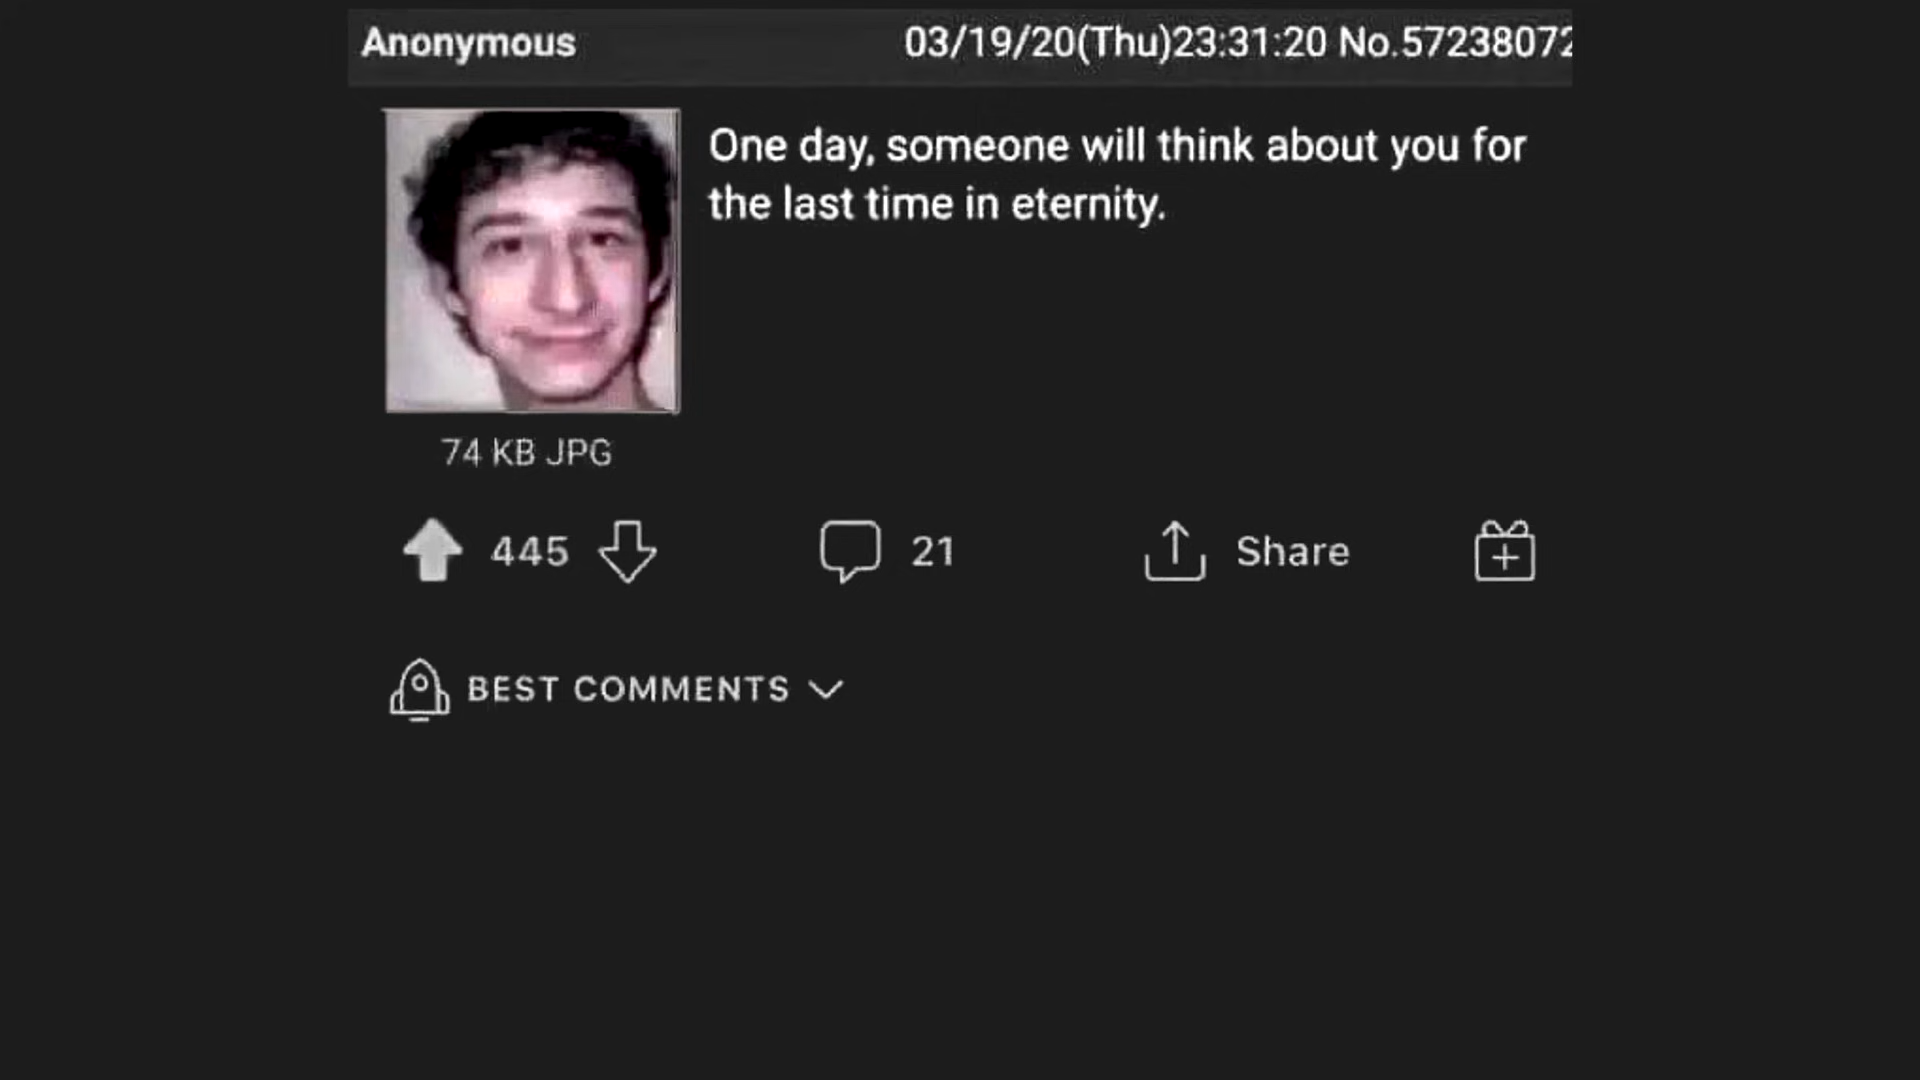 Anonymous 03/19/20(Thu)23:31:20 No.57238072
One day, someone will think about you for
the last time in eternity.
74 KB JPG
445 21 Share
BEST COMMENTS